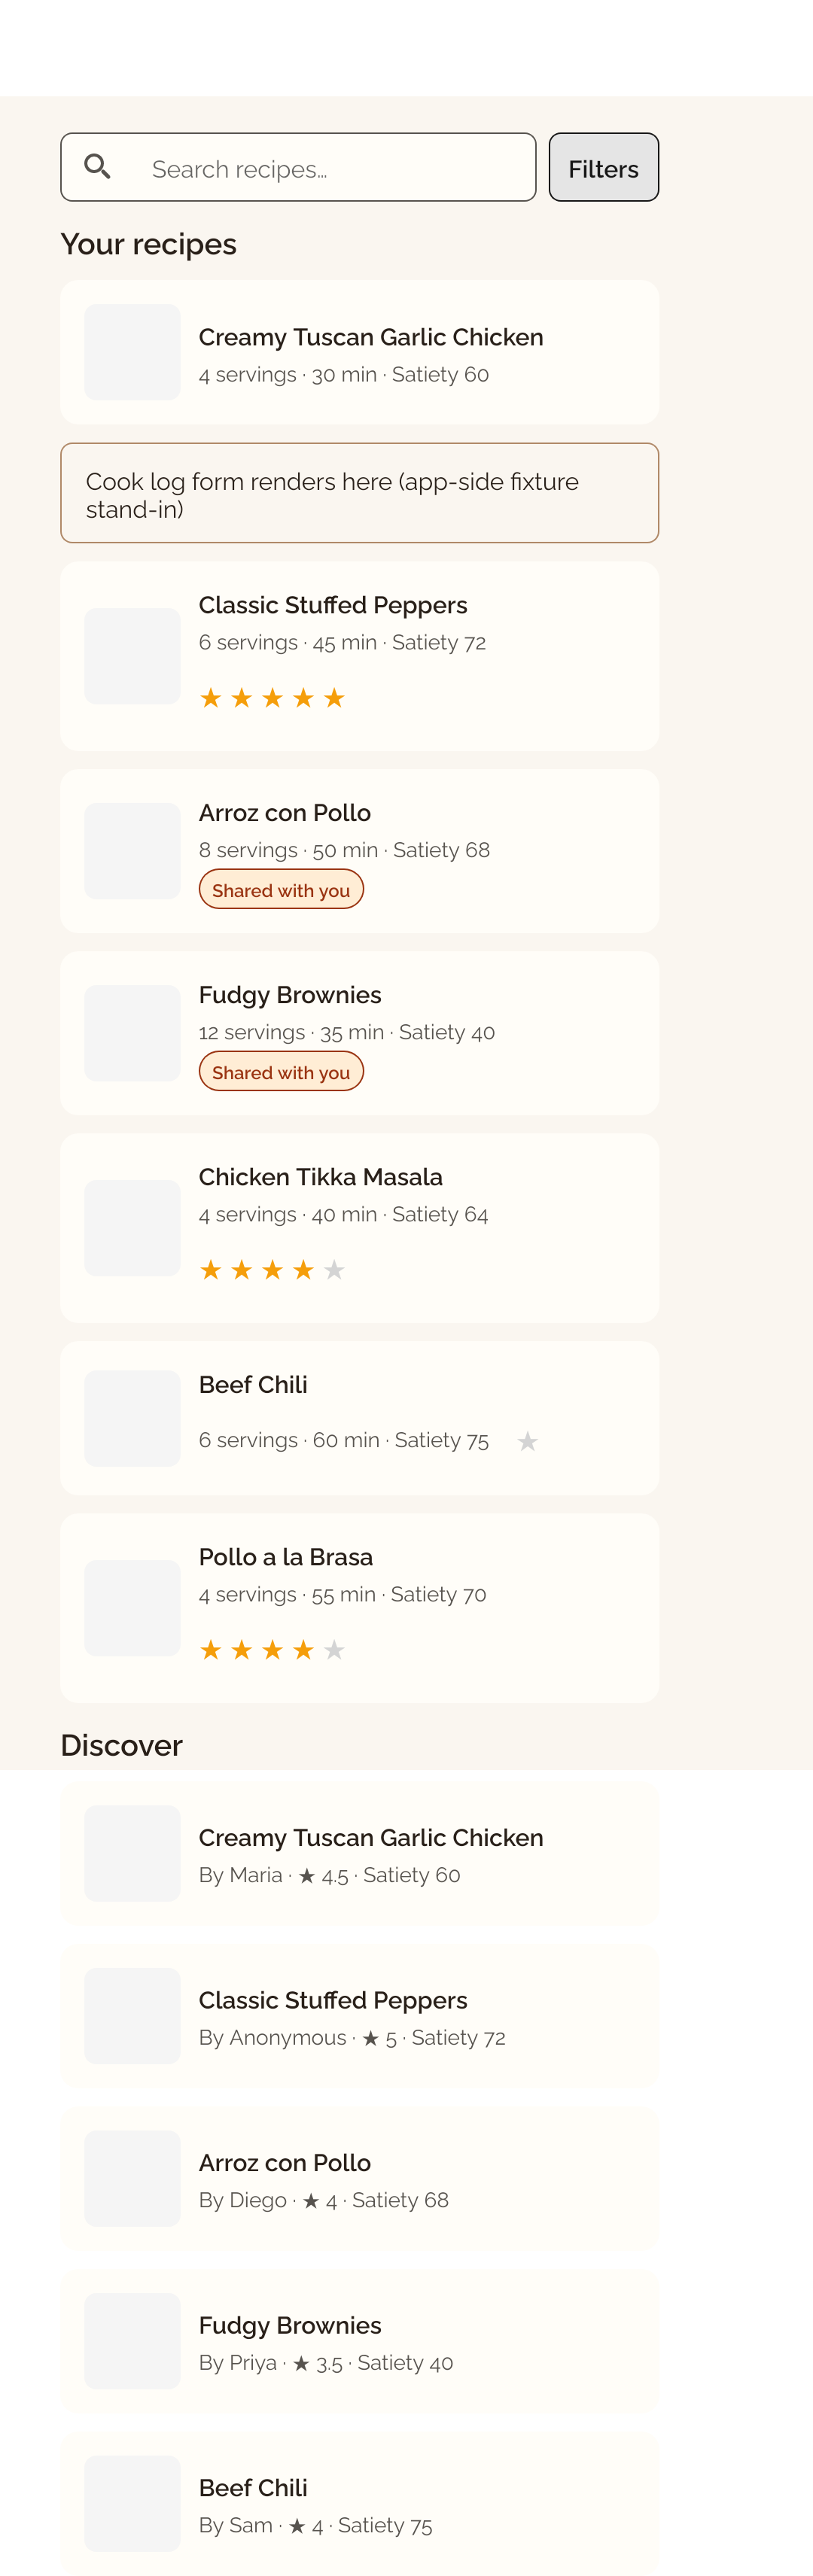 Search recipes…
Filters
Your recipes
Creamy Tuscan Garlic Chicken
4 servings · 30 min · Satiety 60
Cook log form renders here (app-side fixture
stand-in)
Classic Stuffed Peppers
6 servings · 45 min · Satiety 72
★ ★ ★ ★ ★
Arroz con Pollo
8 servings · 50 min · Satiety 68
Shared with you
Fudgy Brownies
12 servings · 35 min · Satiety 40
Shared with you
Chicken Tikka Masala
4 servings · 40 min · Satiety 64
★ ★ ★ ★ ★
Beef Chili
6 servings · 60 min · Satiety 75 ★
Pollo a la Brasa
4 servings · 55 min · Satiety 70
★ ★ ★ ★ ★
Discover
Creamy Tuscan Garlic Chicken
By Maria · ★ 4.5 · Satiety 60
Classic Stuffed Peppers
By Anonymous · ★ 5 · Satiety 72
Arroz con Pollo
By Diego · ★ 4 · Satiety 68
Fudgy Brownies
By Priya · ★ 3.5 · Satiety 40
Beef Chili
By Sam · ★ 4 · Satiety 75